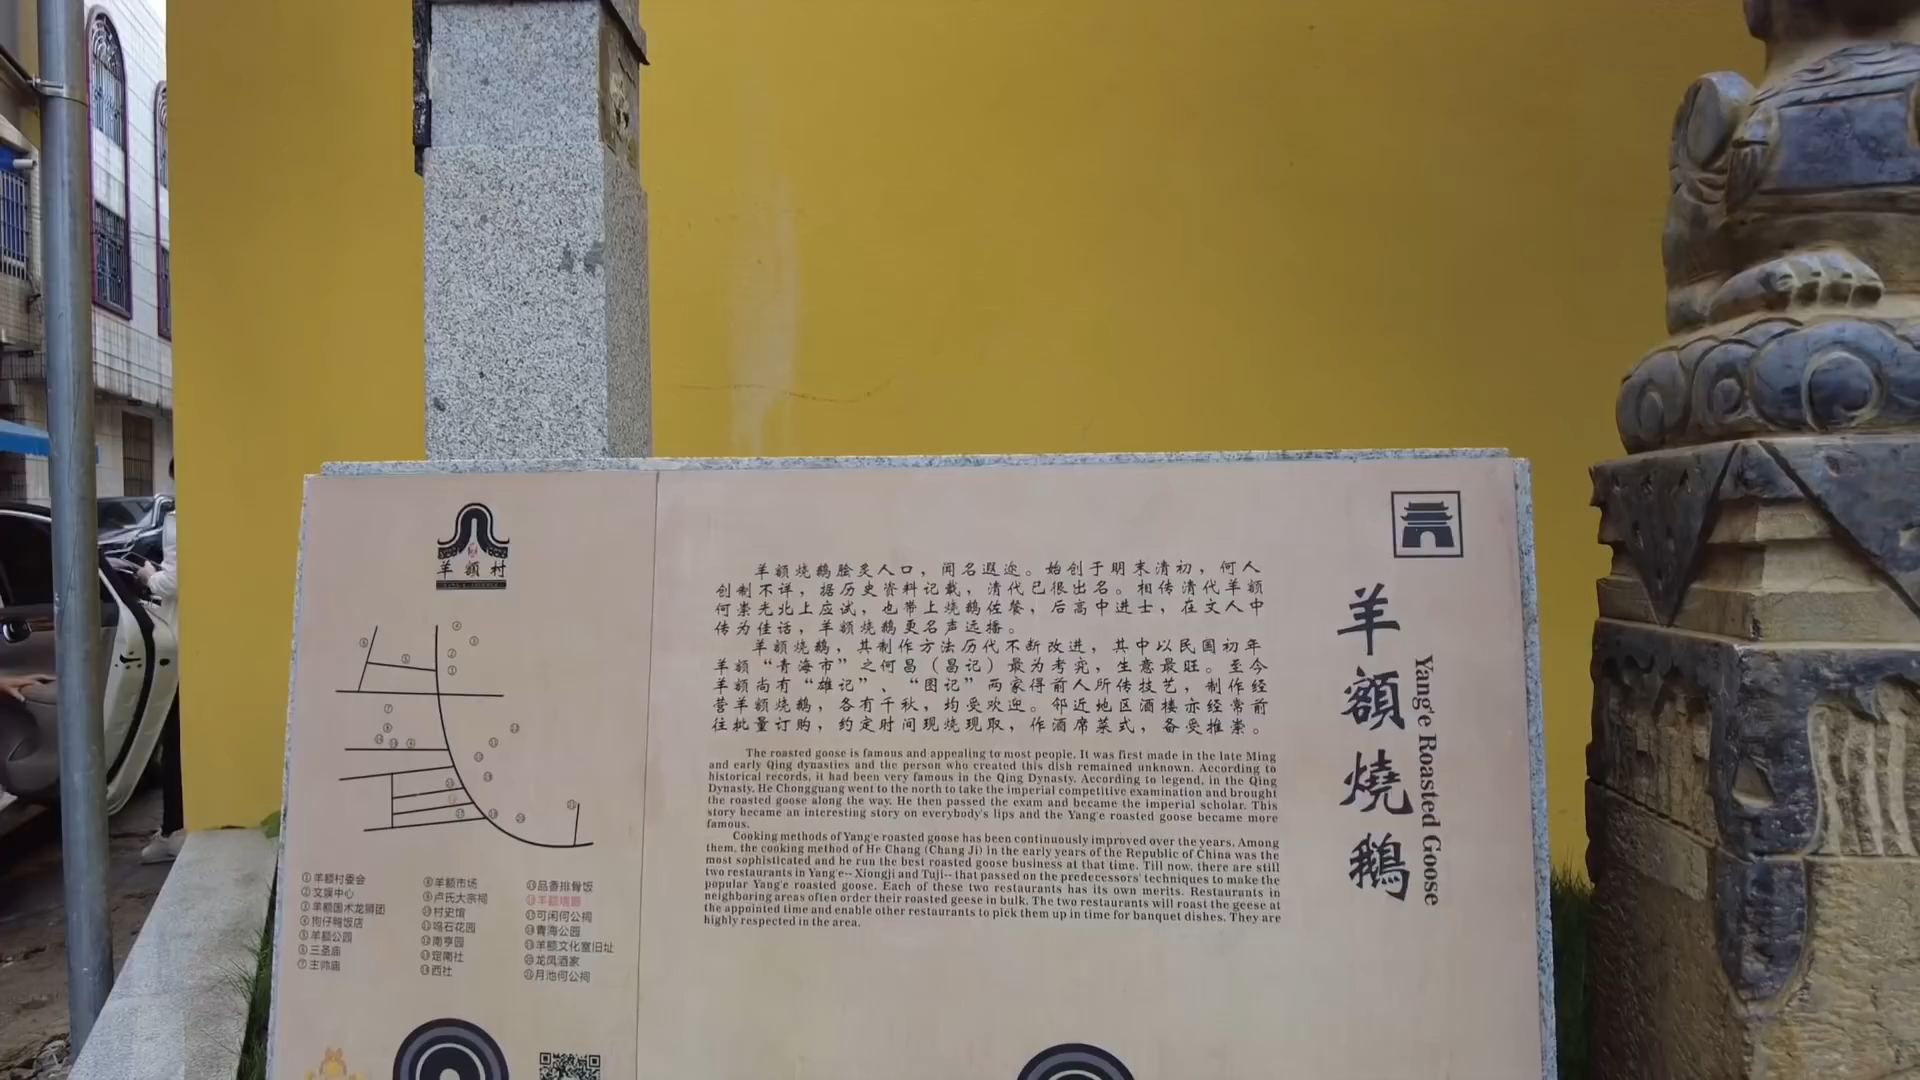 羊額村
①羊额村委会
②文娱中心
③羊额国术龙狮团
④狗仔鸭饭店
⑤羊额公园
⑥三圣庙
⑦主帅庙
⑧羊额市场
⑨卢氏大宗祠
⑩村史馆
⑪鸣石花园
⑫南亨园
⑬定南社
⑭西社
⑮品香排骨饭
⑯羊额烧鹅
⑰可闲何公祠
⑱青海公园
⑲羊额文化室旧址
⑳龙凤酒家
㉑月池何公祠
羊额烧鹅脍炙人口，闻名遐迩。始创于明末清初，何人
创制不详，据历史资料记载，清代已很出名。相传清代羊额
何崇光北上应试，也带上烧鹅佐餐，后高中进士，在文人中
传为佳话，羊额烧鹅更名声远播。
羊额烧鹅，其制作方法历代不断改进，其中以民国初年
羊额“青海市”之何昌（昌记）最为考究，生意最旺。至今
羊额尚有“雄记”、“图记”两家得前人所传技艺，制作经
营羊额烧鹅，各有千秋，均受欢迎。邻近地区酒楼亦经常前
往批量订购，约定时间现烧现取，作酒席菜式，备受推崇。
The roasted goose is famous and appealing to most people. It was first made in the late Ming
and early Qing dynasties and the person who created this dish remained unknown. According to
historical records, it had been very famous in the Qing Dynasty. According to legend, in the Qing
Dynasty, He Chongguang went to the north to take the imperial competitive examination and brought
the roasted goose along the way. He then passed the exam and became the imperial scholar. This
story became an interesting story on everybody's lips and the Yang'e roasted goose became more
famous.
Cooking methods of Yang'e roasted goose has been continuously improved over the years. Among
them, the cooking method of He Chang (Chang Ji) in the early years of the Republic of China was the
most sophisticated and he run the best roasted goose business at that time. Till now, there are still
two restaurants in Yang'e-- Xiongji and Tuji-- that passed on the predecessors' techniques to make the
popular Yang'e roasted goose. Each of these two restaurants has its own merits. Restaurants in
neighboring areas often order their roasted geese in bulk. The two restaurants will roast the geese at
the appointed time and enable other restaurants to pick them up in time for banquet dishes. They are
highly respected in the area.
羊額燒鵝
Yang'e Roasted Goose